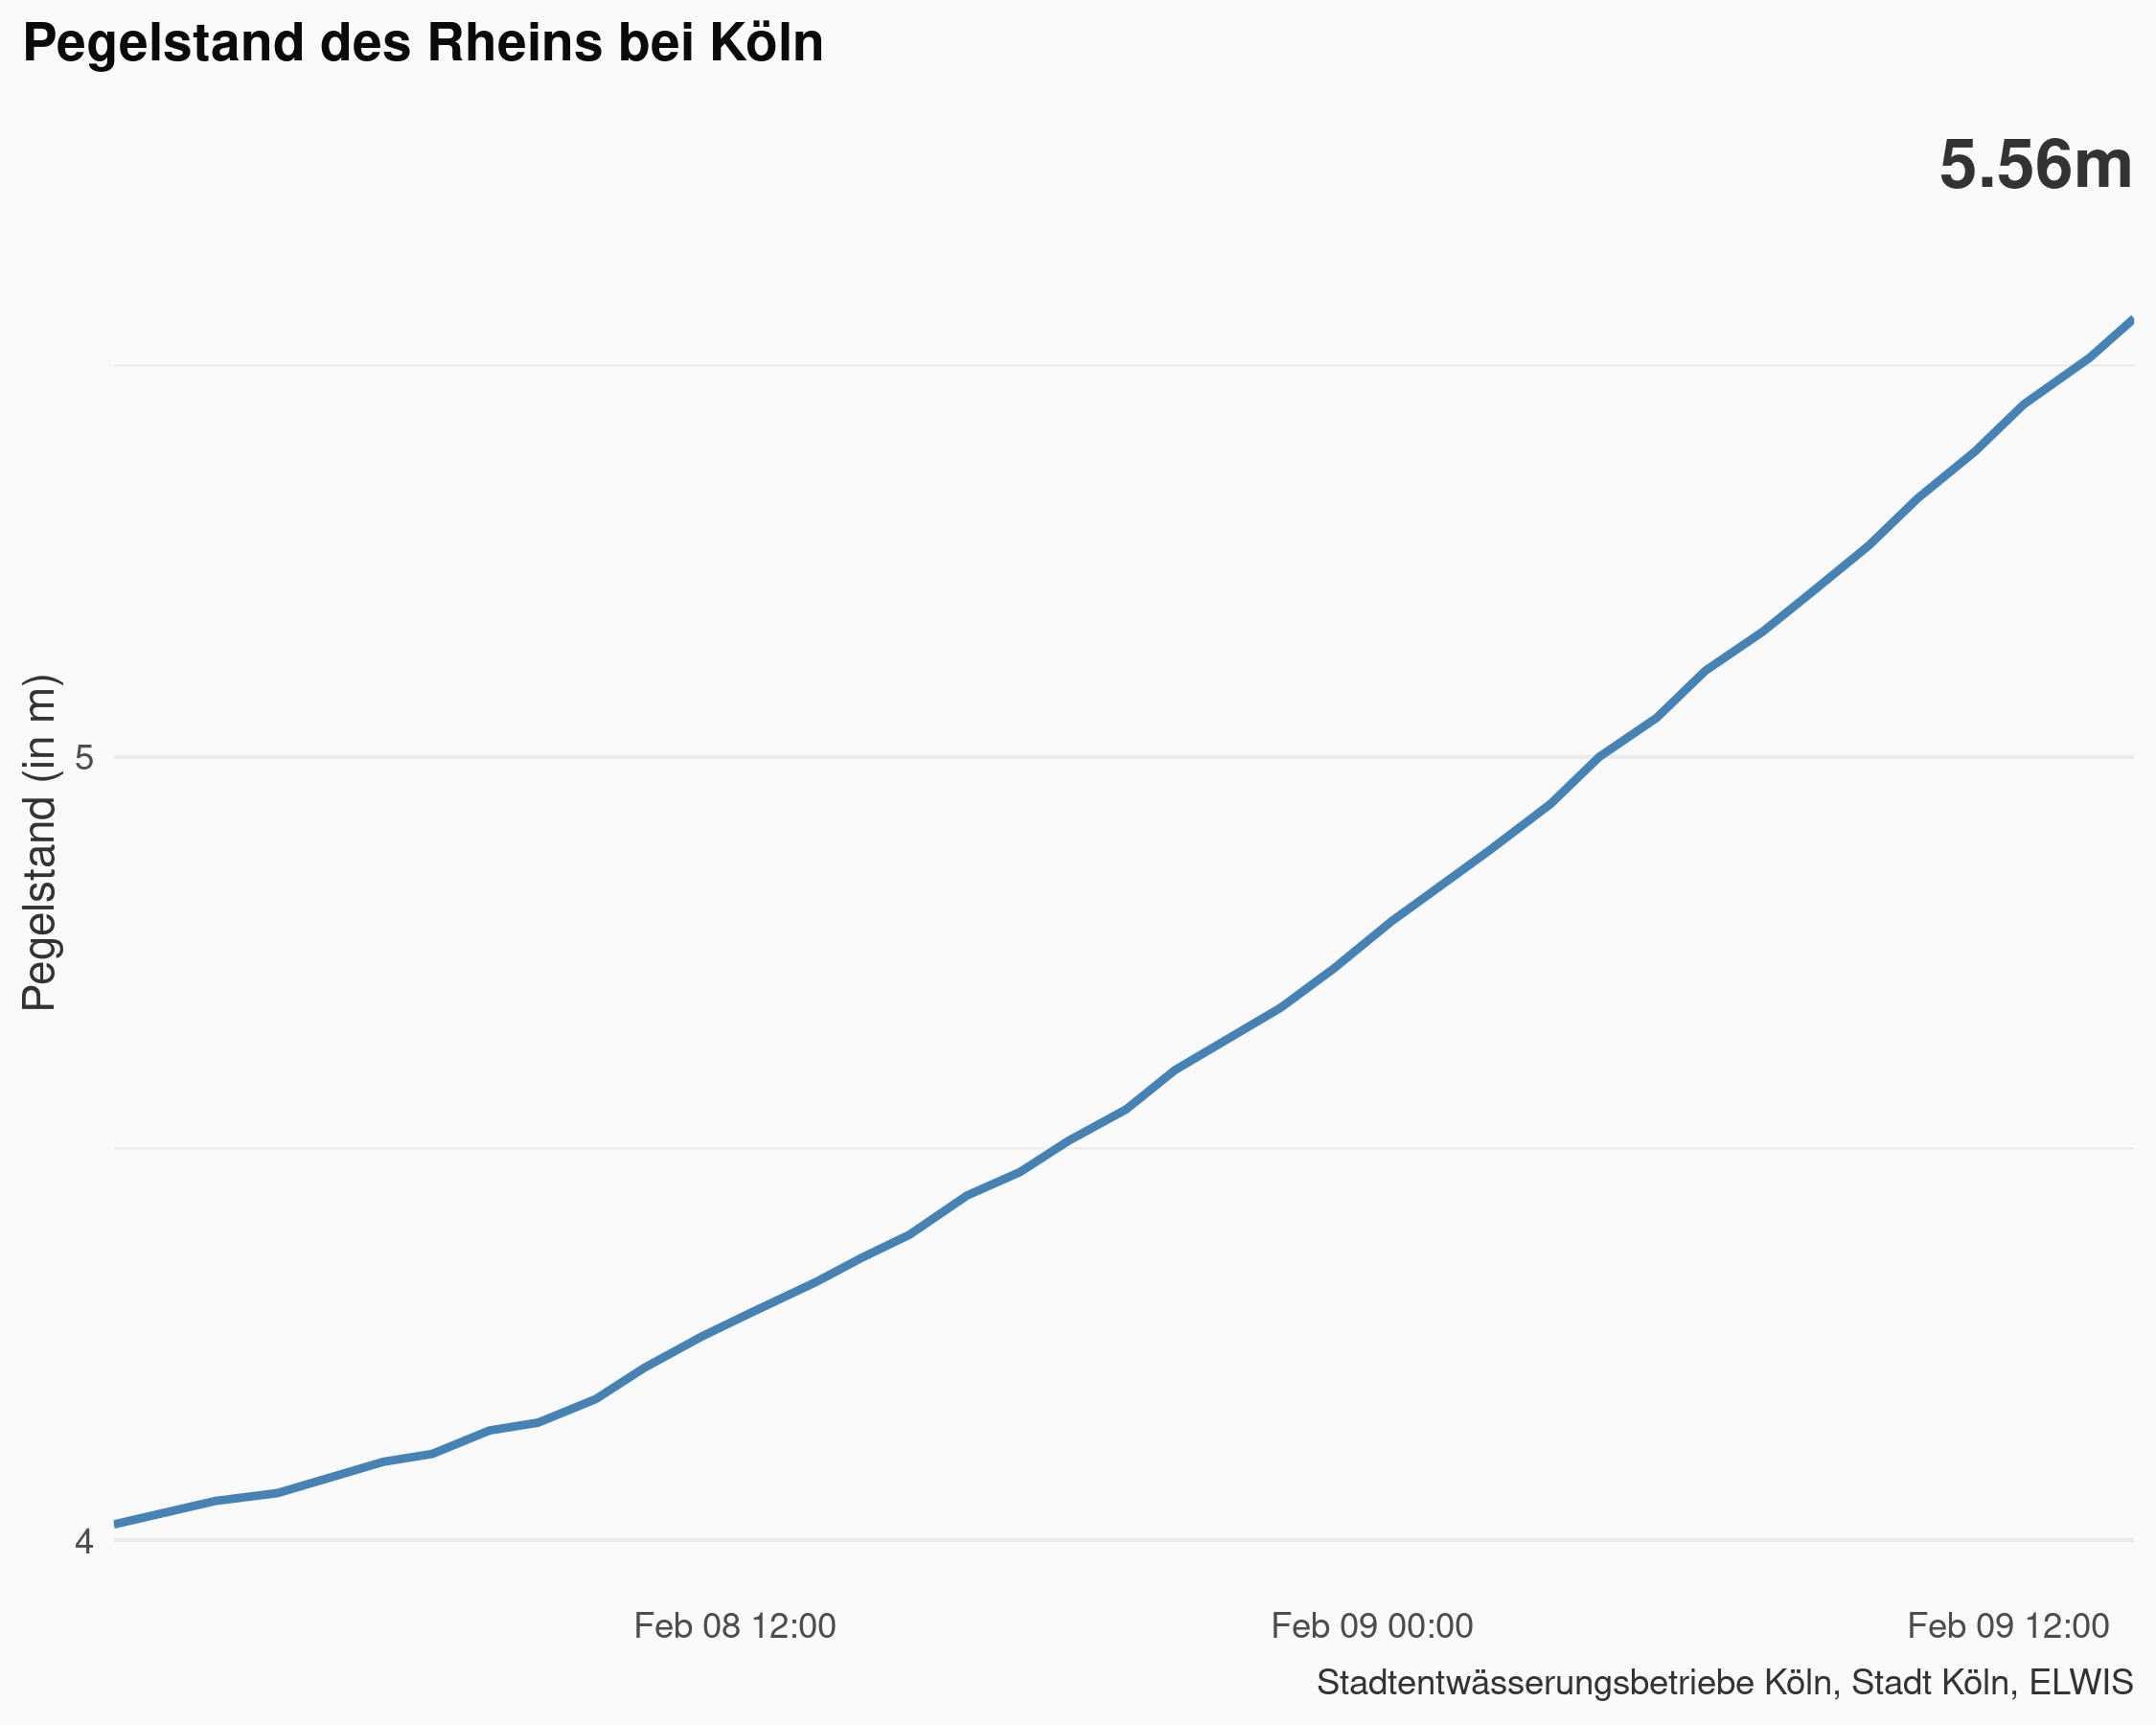 Pegelstand des Rheins bei Köln
5.56m
Pegelstand (in m)
5
4
Feb 08 12:00
Feb 09 00:00
Feb 09 12:00
Stadtentwässerungsbetriebe Köln, Stadt Köln, ELWIS